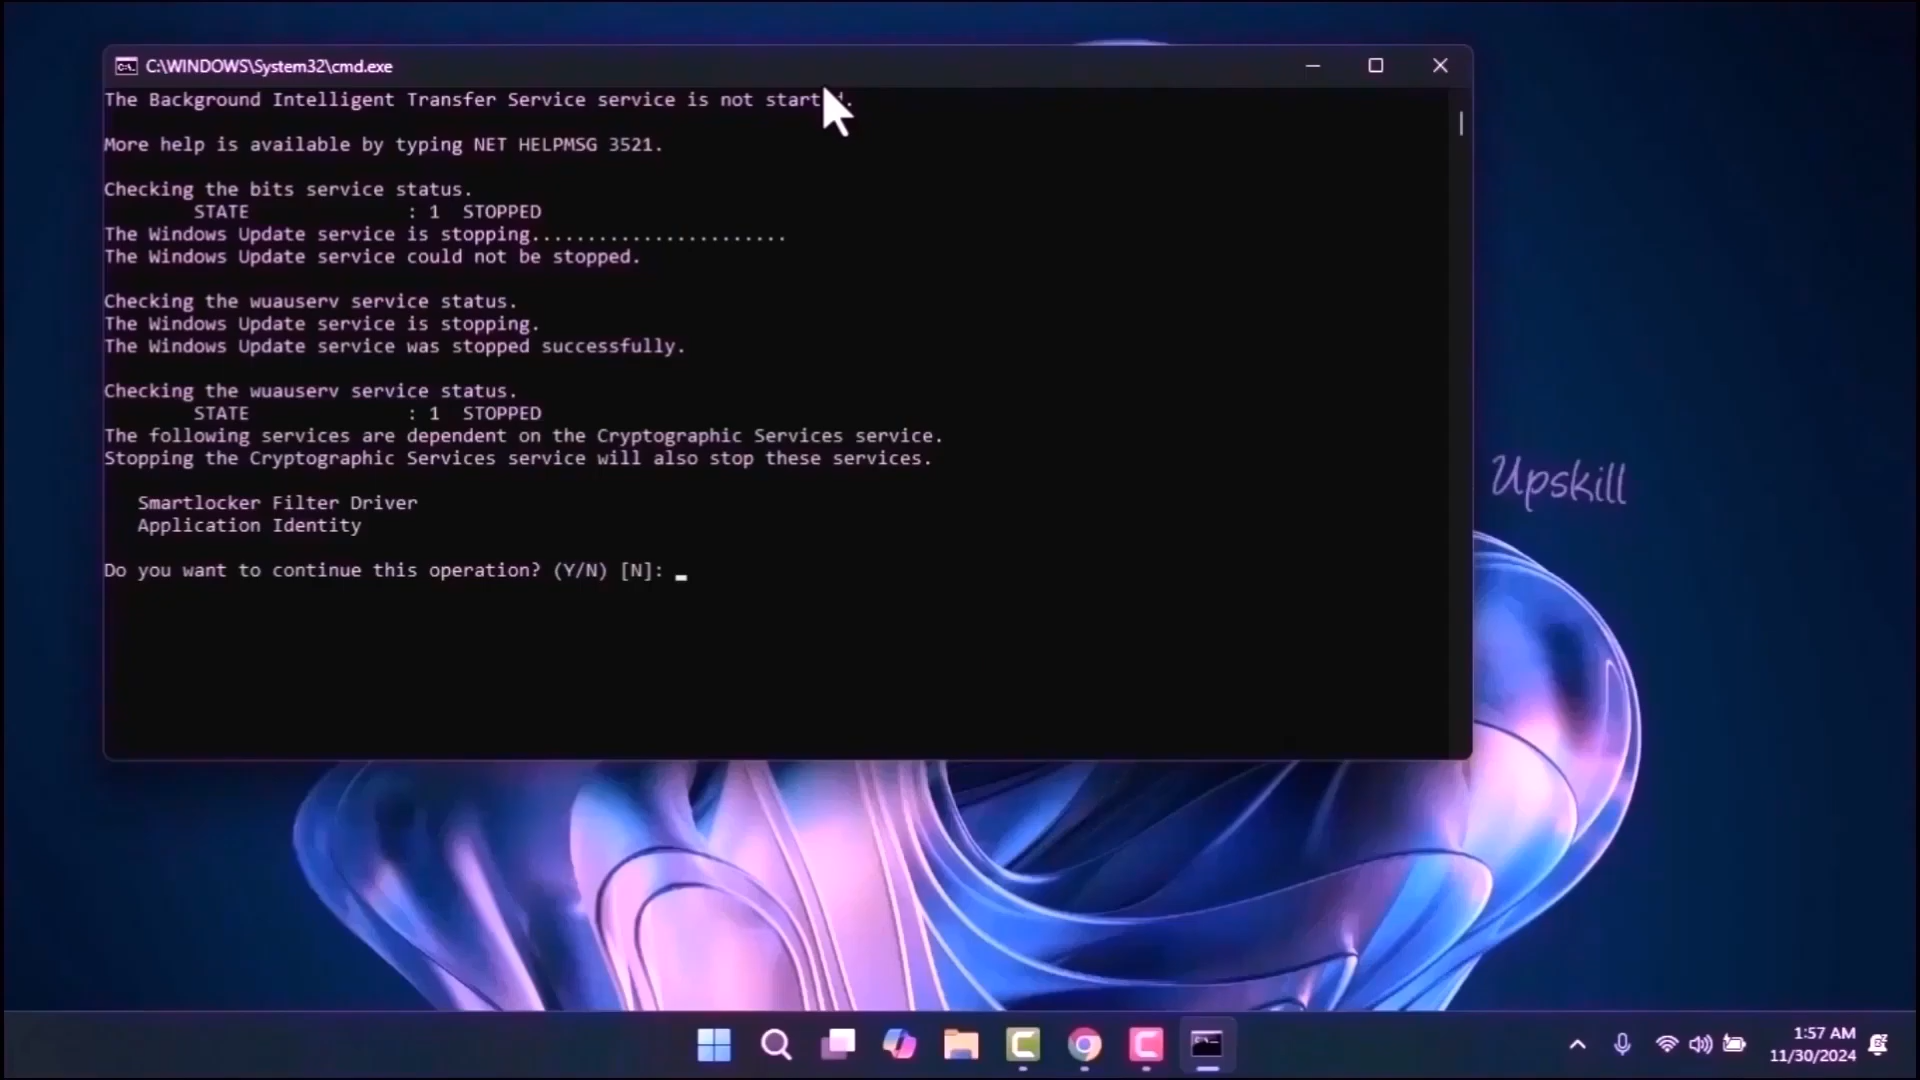 C:\WINDOWS\System32\cmd.exe
The Background Intelligent Transfer Service service is not start
More help is available by typing NET HELPMSG 3521.
Checking the bits service status.
STATE : 1 STOPPED
The Windows Update service is stopping.......................
The Windows Update service could not be stopped.
Checking the wuauserv service status.
The Windows Update service is stopping.
The Windows Update service was stopped successfully.
Checking the wuauserv service status.
STATE : 1 STOPPED
The following services are dependent on the Cryptographic Services service.
Stopping the Cryptographic Services service will also stop these services.
Smartlocker Filter Driver
Application Identity
Do you want to continue this operation? (Y/N) [N]: _
Upskill
1:57 AM
11/30/2024